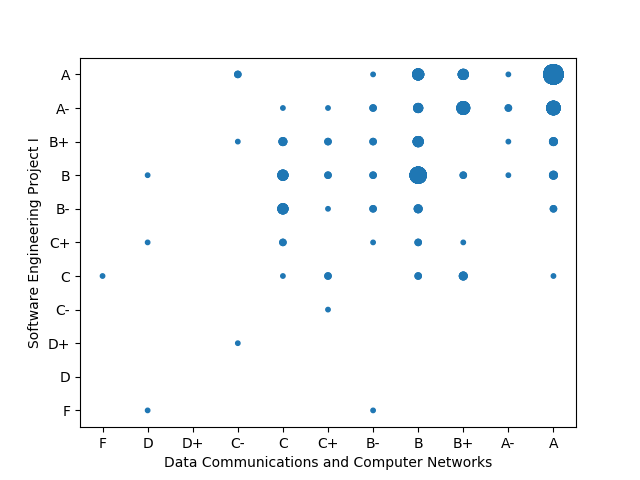 A
A-
B+
B
B-
C+
C
C-
D+
D
F
Software Engineering Project I
F D D+ C- C C+ B- B B+ A- A
Data Communications and Computer Networks